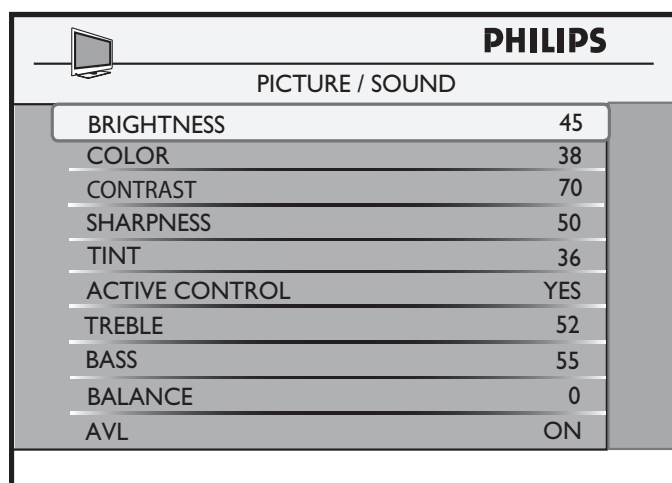 PHILIPS
PICTURE / SOUND
BRIGHTNESS 45
COLOR 38
CONTRAST 70
SHARPNESS 50
TINT 36
ACTIVE CONTROL YES
TREBLE 52
BASS 55
BALANCE 0
AVL ON